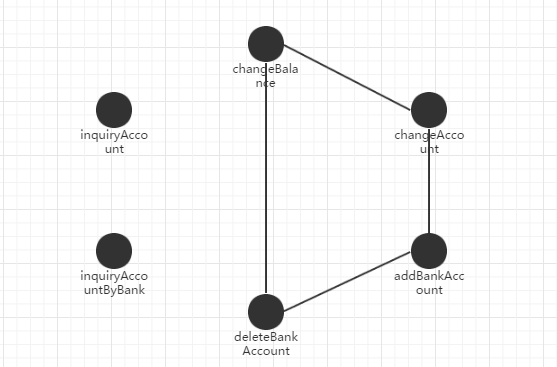 changeBala
nce
inquiryAcco
unt
changeAcco
unt
inquiryAcco
untByBank
addBankAcc
ount
deleteBank
Account